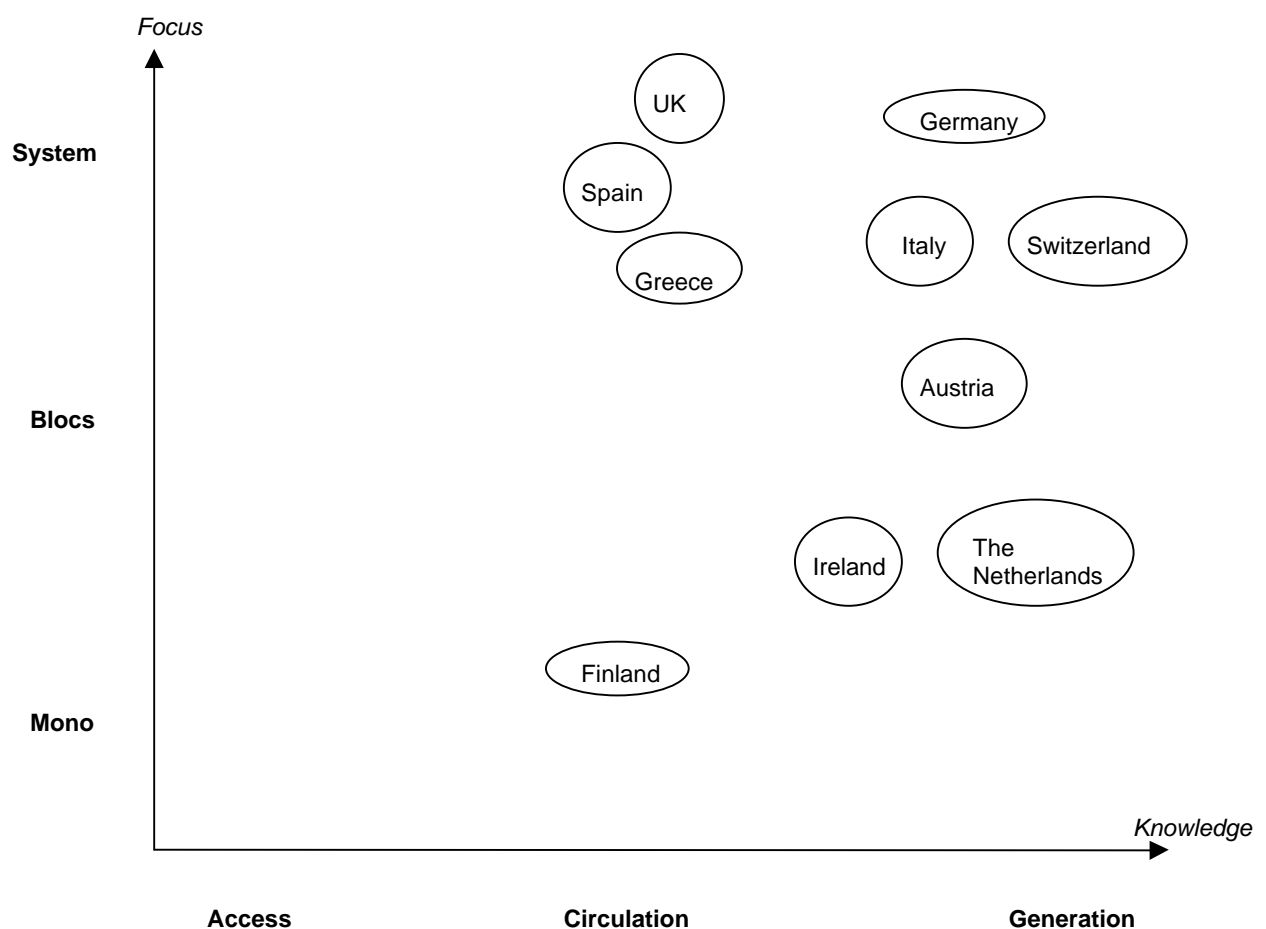 Focus
UK
Germany
System
Spain
Italy
Switzerland
Greece
Austria
Blocs
The
Ireland
Netherlands
Finland
Mono
Knowledge
Access
Circulation
Generation